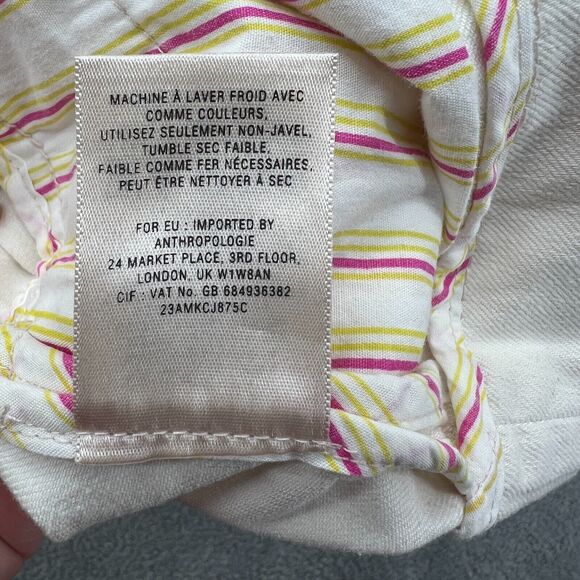 MACHINE À LAVER FROID AVEC
COMME COULEURS,
UTILISEZ SEULEMENT NON-JAVEL,
TUMBLE SEC FAIBLE,
FAIBLE COMME FER NÉCESSAIRES,
PEUT ÊTRE NETTOYER À SEC
FOR EU : IMPORTED BY
ANTHROPOLOGIE
24 MARKET PLACE, 3RD FLOOR,
LONDON, UK W1W8AN
CIF : VAT No. GB 684936382
23AMKCJ875C